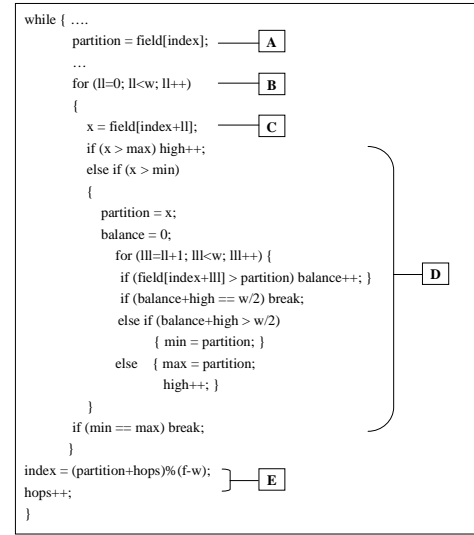 while { ….
partition = field[index]; A
…
for (ll=0; ll<w; ll++) B
{
x = field[index+ll]; C
if (x > max) high++;
else if (x > min)
{
partition = x;
balance = 0;
for (lll=ll+1; lll<w; lll++) {
if (field[index+lll] > partition) balance++; }
if (balance+high == w/2) break;
else if (balance+high > w/2)
{ min = partition; }
else { max = partition;
high++; }
}
if (min == max) break;
}
index = (partition+hops)%(f-w);
hops++;
}
D
E